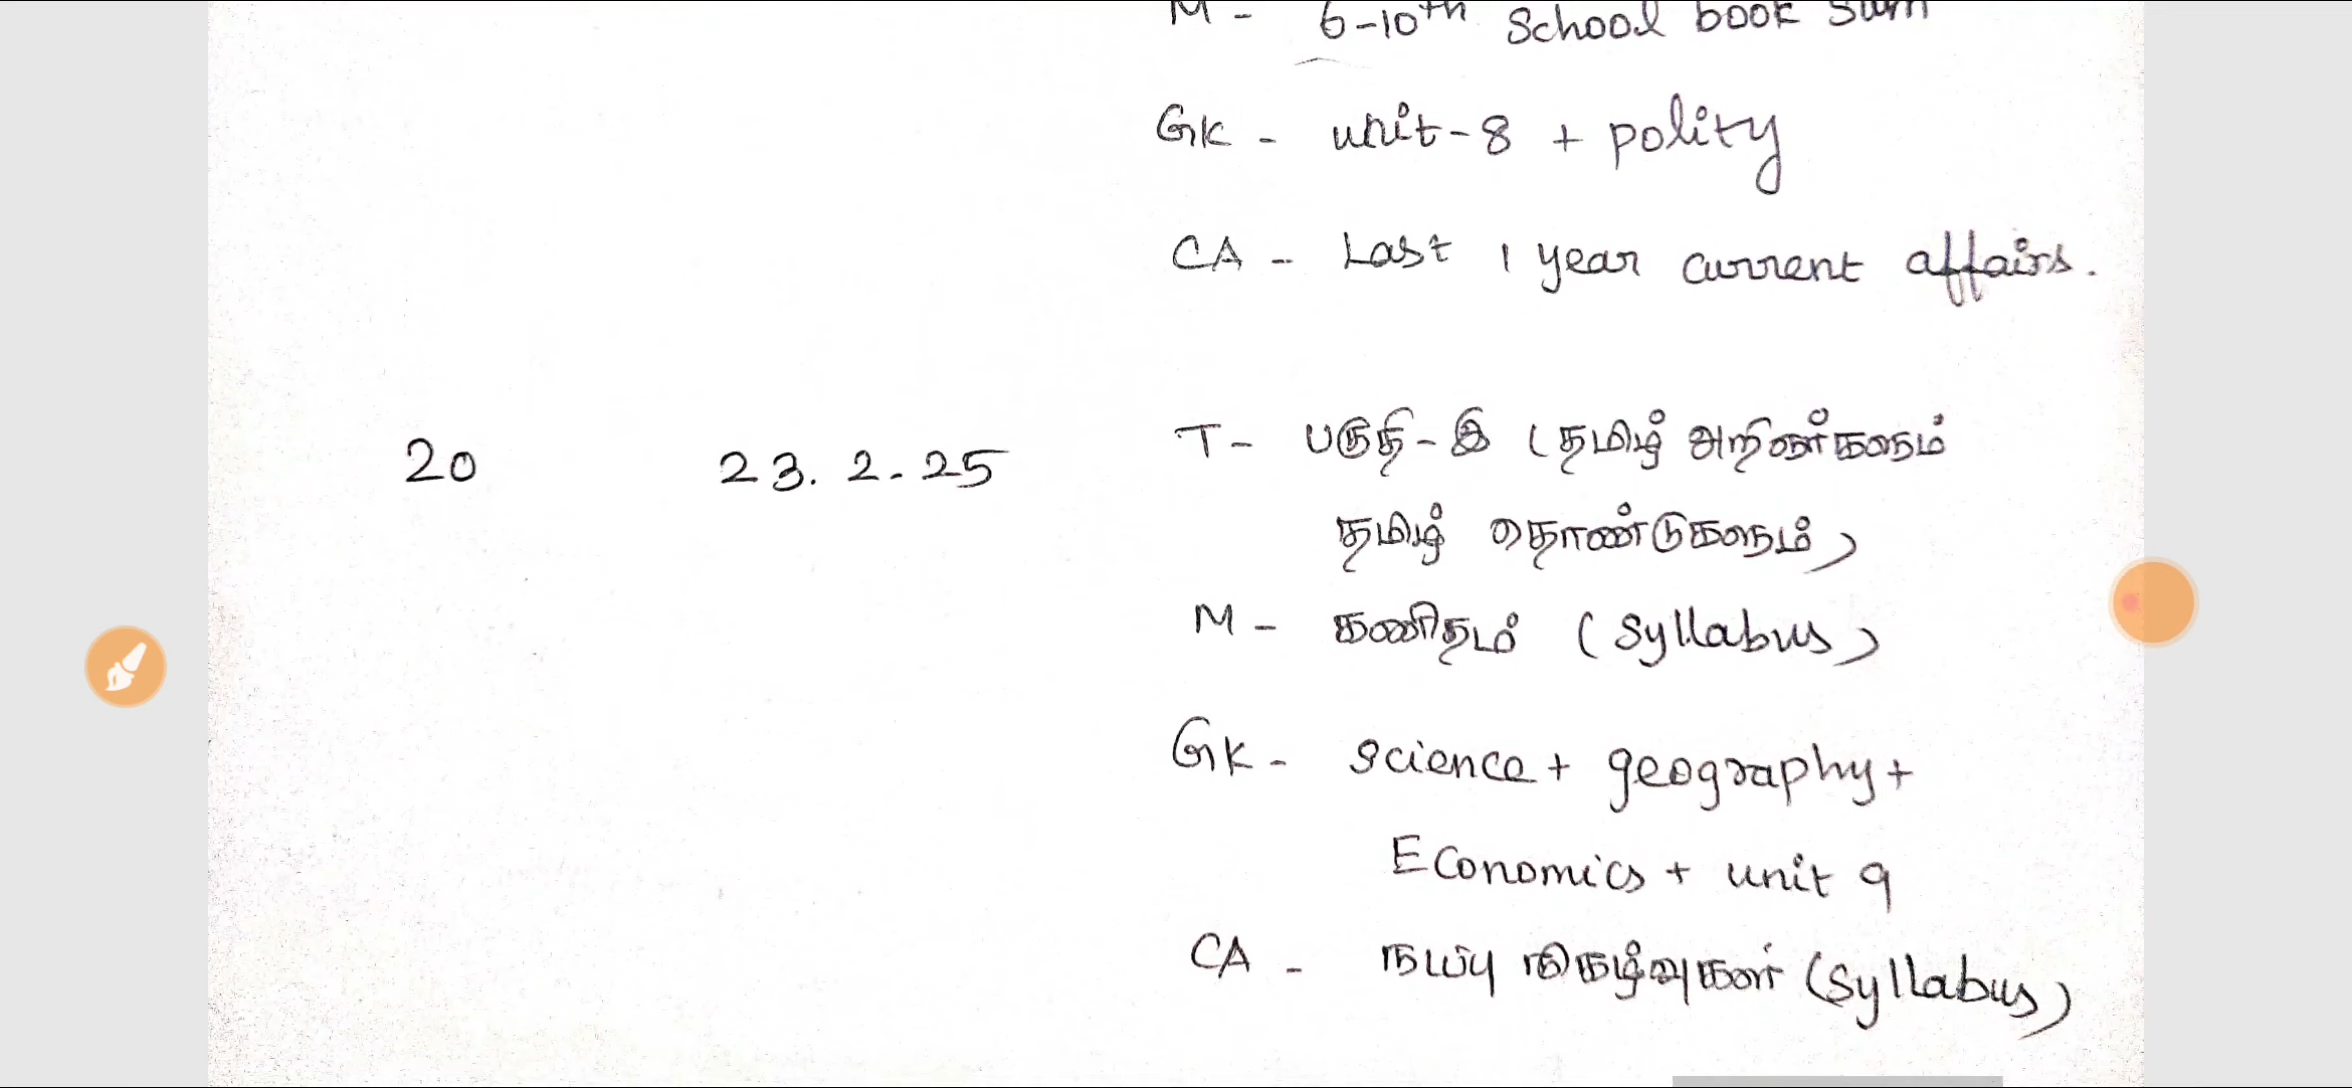 M - 6-10th School book sum
GK - unit-8 + polity
CA - Last 1 year current affairs.
20 23.2.25 T - பகுதி-இ (தமிழ் அறிஞர்களும்
தமிழ் தொண்டுகளும்)
M - கணிதம் (Syllabus)
GK - Science + geography +
Economics + unit 9
CA - நடப்பு நிகழ்வுகள் (Syllabus)